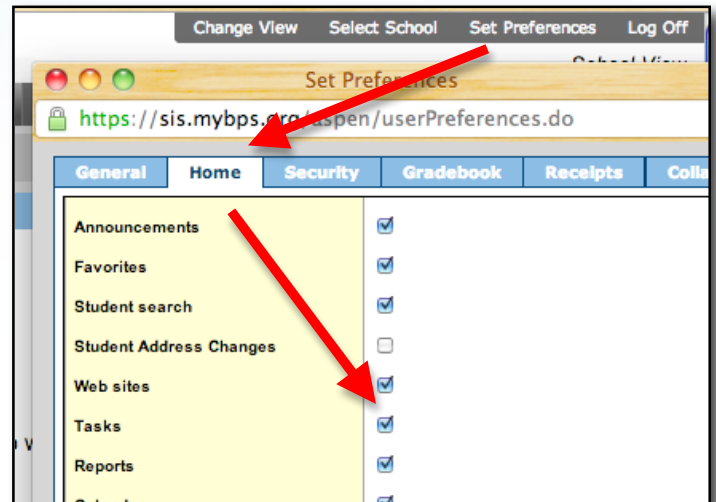 Change View Select School Set Preferences Log Off
Set Preferences
https://sis.mybps.org/aspen/userPreferences.do
General Home Security Gradebook Receipts
Announcements
Favorites
Student search
Student Address Changes
Web sites
Tasks
Reports